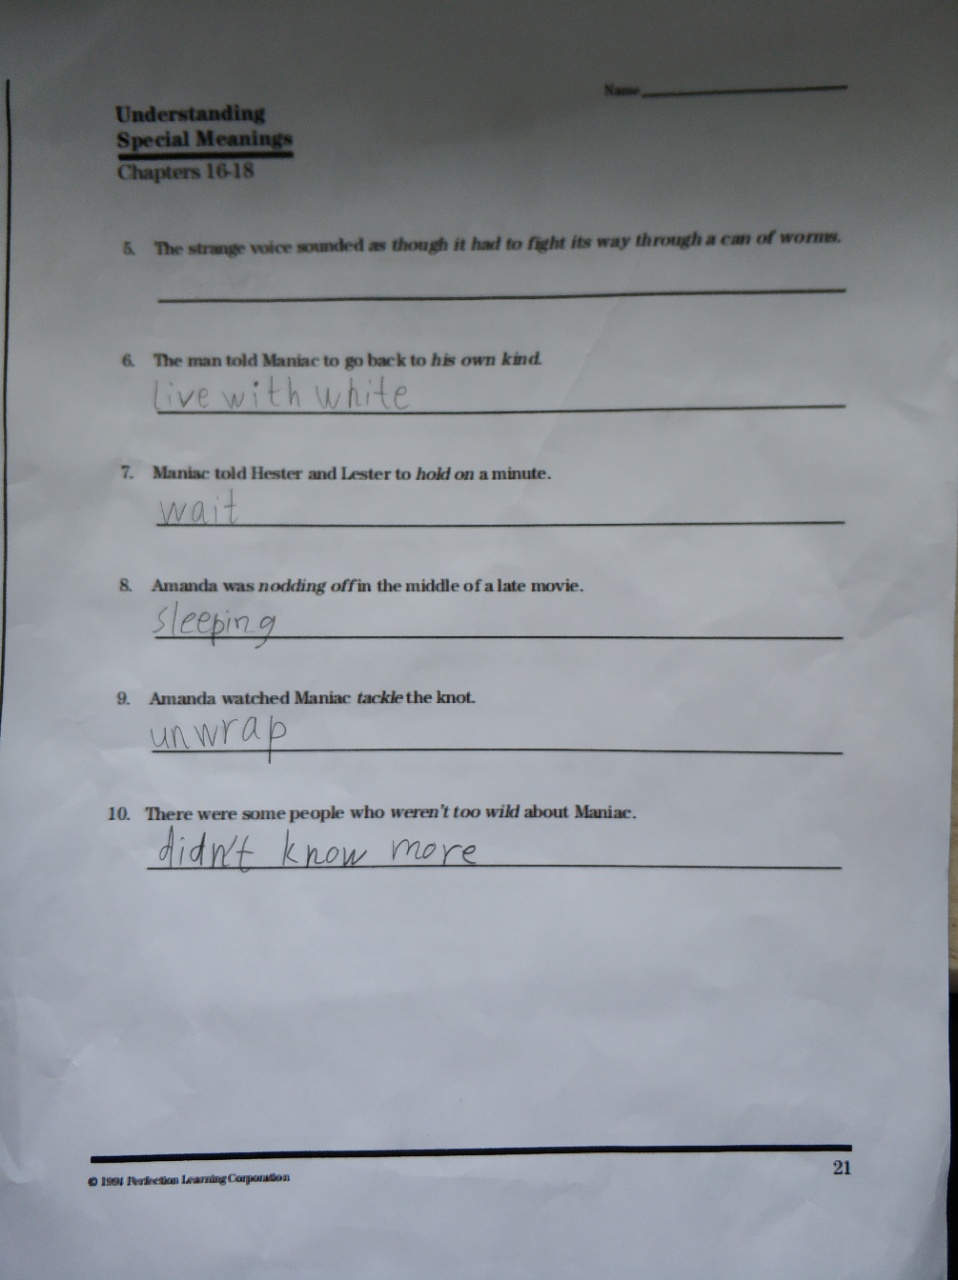 Name
Understanding
Special Meanings
Chapters 16-18
5. The strange voice sounded as though it had to fight its way through a can of worms.
6. The man told Maniac to go back to his own kind.
live with white
7. Maniac told Hester and Lester to hold on a minute.
wait
8. Amanda was nodding off in the middle of a late movie.
sleeping
9. Amanda watched Maniac tackle the knot.
unwrap
10. There were some people who weren't too wild about Maniac.
didn't know more
© 1994 Perfection Learning Corporation
21